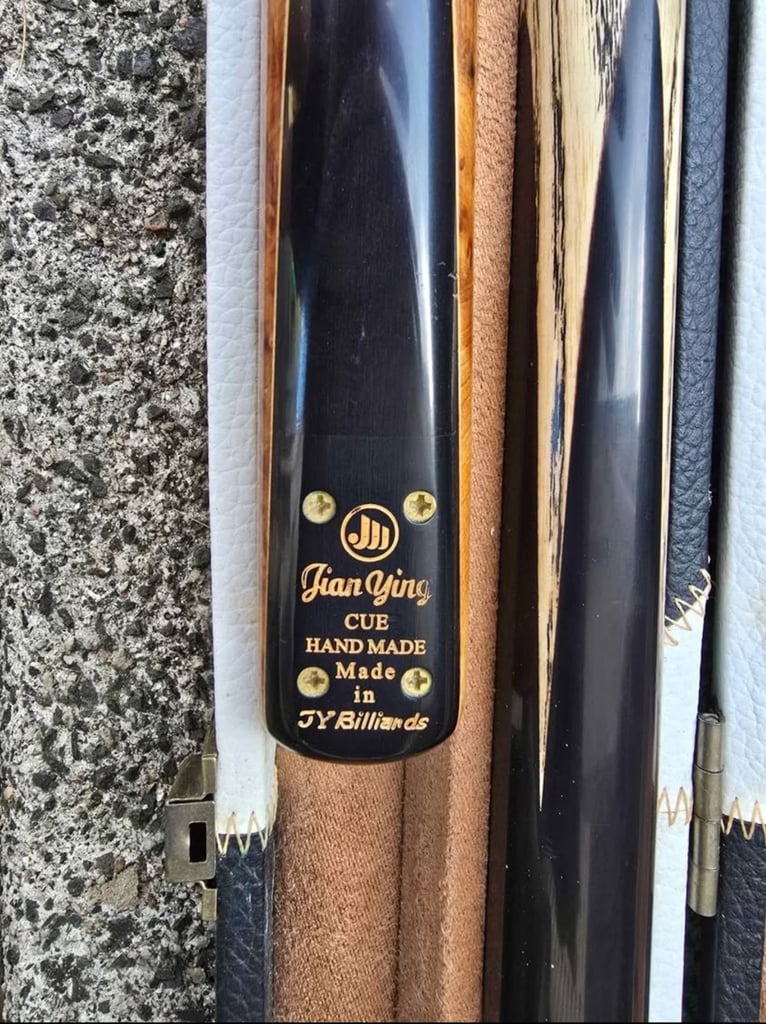 Jian Ying
CUE
HAND MADE
Made
in
JY Billiards